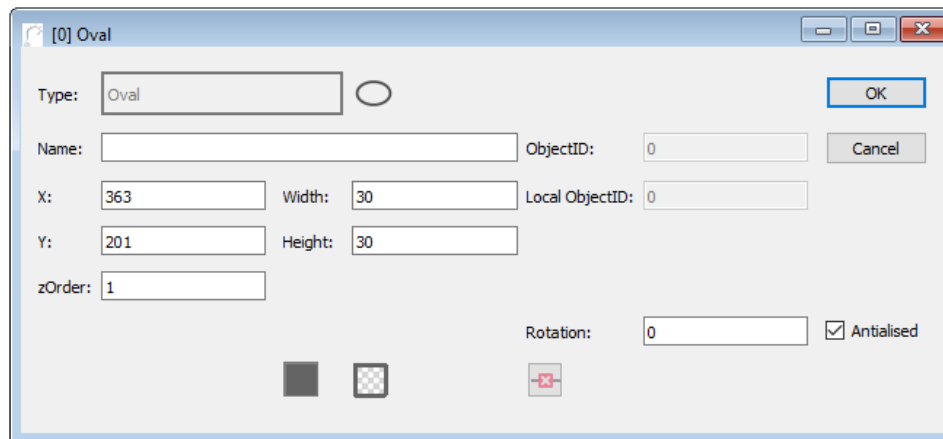 [0] Oval
Type: Oval OK
Name: ObjectID: 0 Cancel
X: 363 Width: 30 Local ObjectID: 0
Y: 201 Height: 30
zOrder: 1
Rotation: 0 Antialised